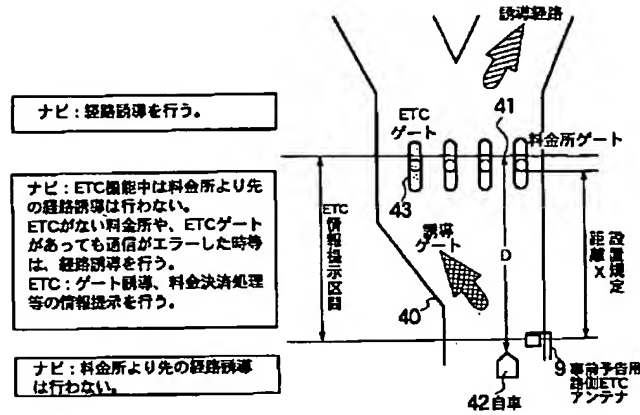 誘導経路
ナビ：経路誘導を行う。
ETC
ゲート
41
料金所ゲート
43
ナビ：ETC機能中は料金所より先
の経路誘導は行わない。
ETCがない料金所や、ETCゲート
があっても通信がエラーした時等
は、経路誘導を行う。
ETC：ゲート誘導、料金決済処理
等の情報提示を行う。
ETC情報提示区間
誘導
ゲート
D
設置規定
距離X
40
ナビ：料金所より先の経路誘導
は行わない。
42自車
9 事前予告用
路側ETC
アンテナ